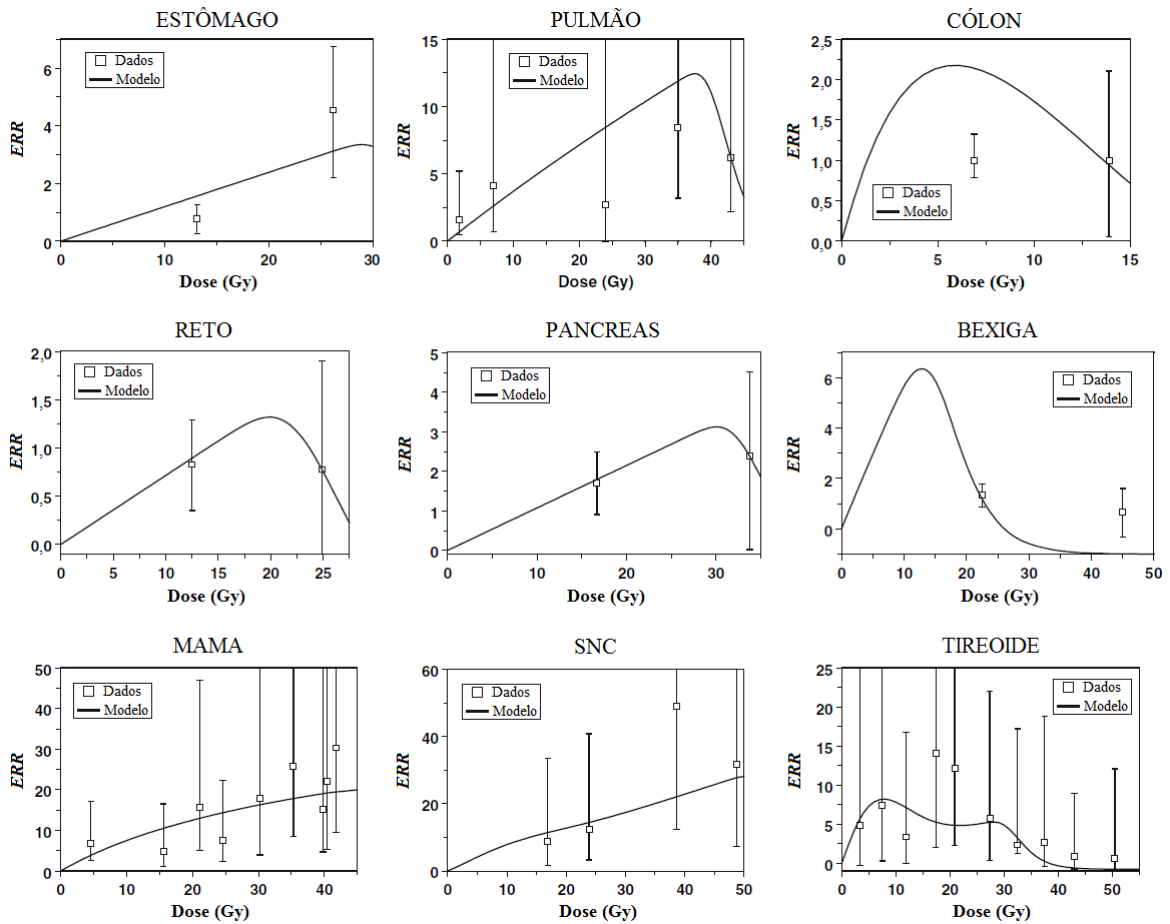 ESTÔMAGO
ERR
6
4
2
0
Dados
Modelo
0 10 20 30
Dose (Gy)
PULMÃO
ERR
15
10
5
0
Dados
Modelo
0 10 20 30 40
Dose (Gy)
CÓLON
ERR
2,5
2,0
1,5
1,0
0,5
0,0
Dados
Modelo
0 5 10 15
Dose (Gy)
RETO
ERR
2,0
1,5
1,0
0,5
0,0
Dados
Modelo
0 5 10 15 20 25
Dose (Gy)
PANCREAS
ERR
5
4
3
2
1
0
Dados
Modelo
0 10 20 30
Dose (Gy)
BEXIGA
ERR
6
4
2
0
Dados
Modelo
0 10 20 30 40 50
Dose (Gy)
MAMA
ERR
50
40
30
20
10
0
Dados
Modelo
0 10 20 30 40
Dose (Gy)
SNC
ERR
60
40
20
0
Dados
Modelo
0 10 20 30 40 50
Dose (Gy)
TIREOIDE
ERR
25
20
15
10
5
0
Dados
Modelo
0 10 20 30 40 50
Dose (Gy)